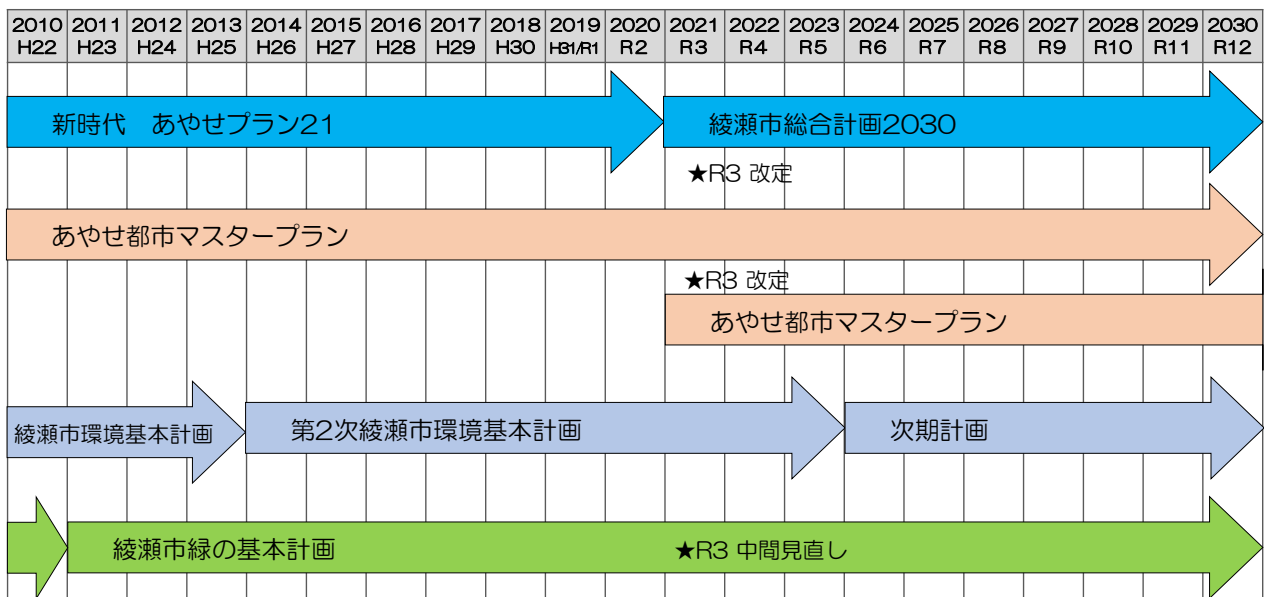 2010 2011 2012 2013 2014 2015 2016 2017 2018 2019 2020 2021 2022 2023 2024 2025 2026 2027 2028 2029 2030
H22 H23 H24 H25 H26 H27 H28 H29 H30 H31/R1 R2 R3 R4 R5 R6 R7 R8 R9 R10 R11 R12
新時代　あやせプラン21 綾瀬市総合計画2030
★R3 改定
あやせ都市マスタープラン
★R3 改定
あやせ都市マスタープラン
綾瀬市環境基本計画 第2次綾瀬市環境基本計画 次期計画
綾瀬市緑の基本計画 ★R3 中間見直し